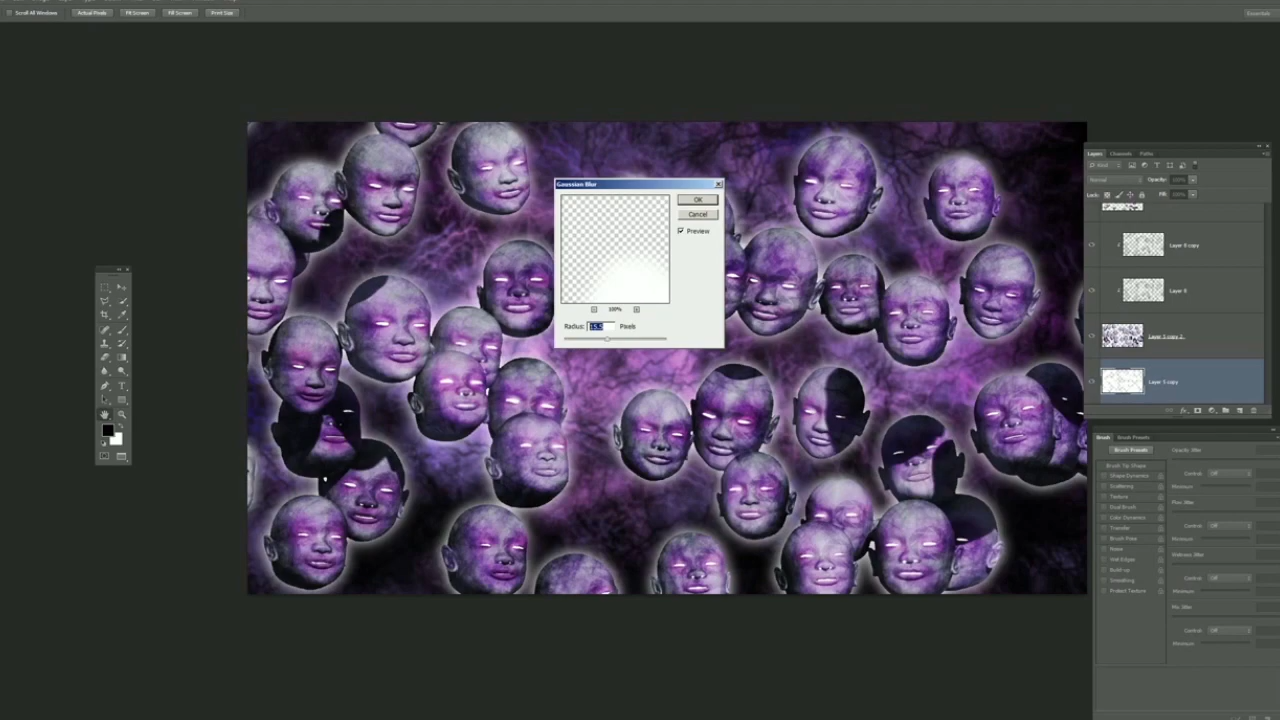 Scroll All Windows
Actual Pixels
Fit Screen
Fill Screen
Print Size
Essentials
Gaussian Blur
OK
Cancel
Preview
100%
Radius:
Pixels
Layers
Channels
Paths
Normal
Opacity:
Lock:
Fill:
Layer 6
Layer 5 copy 2
Layer 5 copy
Brush
Brush Presets
Brush Presets
Opacity Jitter
Brush Tip Shape
Shape Dynamics
Control:
Off
Scattering
Minimum
Texture
Flow Jitter
Dual Brush
Color Dynamics
Control:
Off
Transfer
Brush Pose
Minimum
Noise
Wetness Jitter
Wet Edges
Build-up
Control:
Off
Smoothing
Minimum
Protect Texture
Mix Jitter
Control:
Off
Minimum